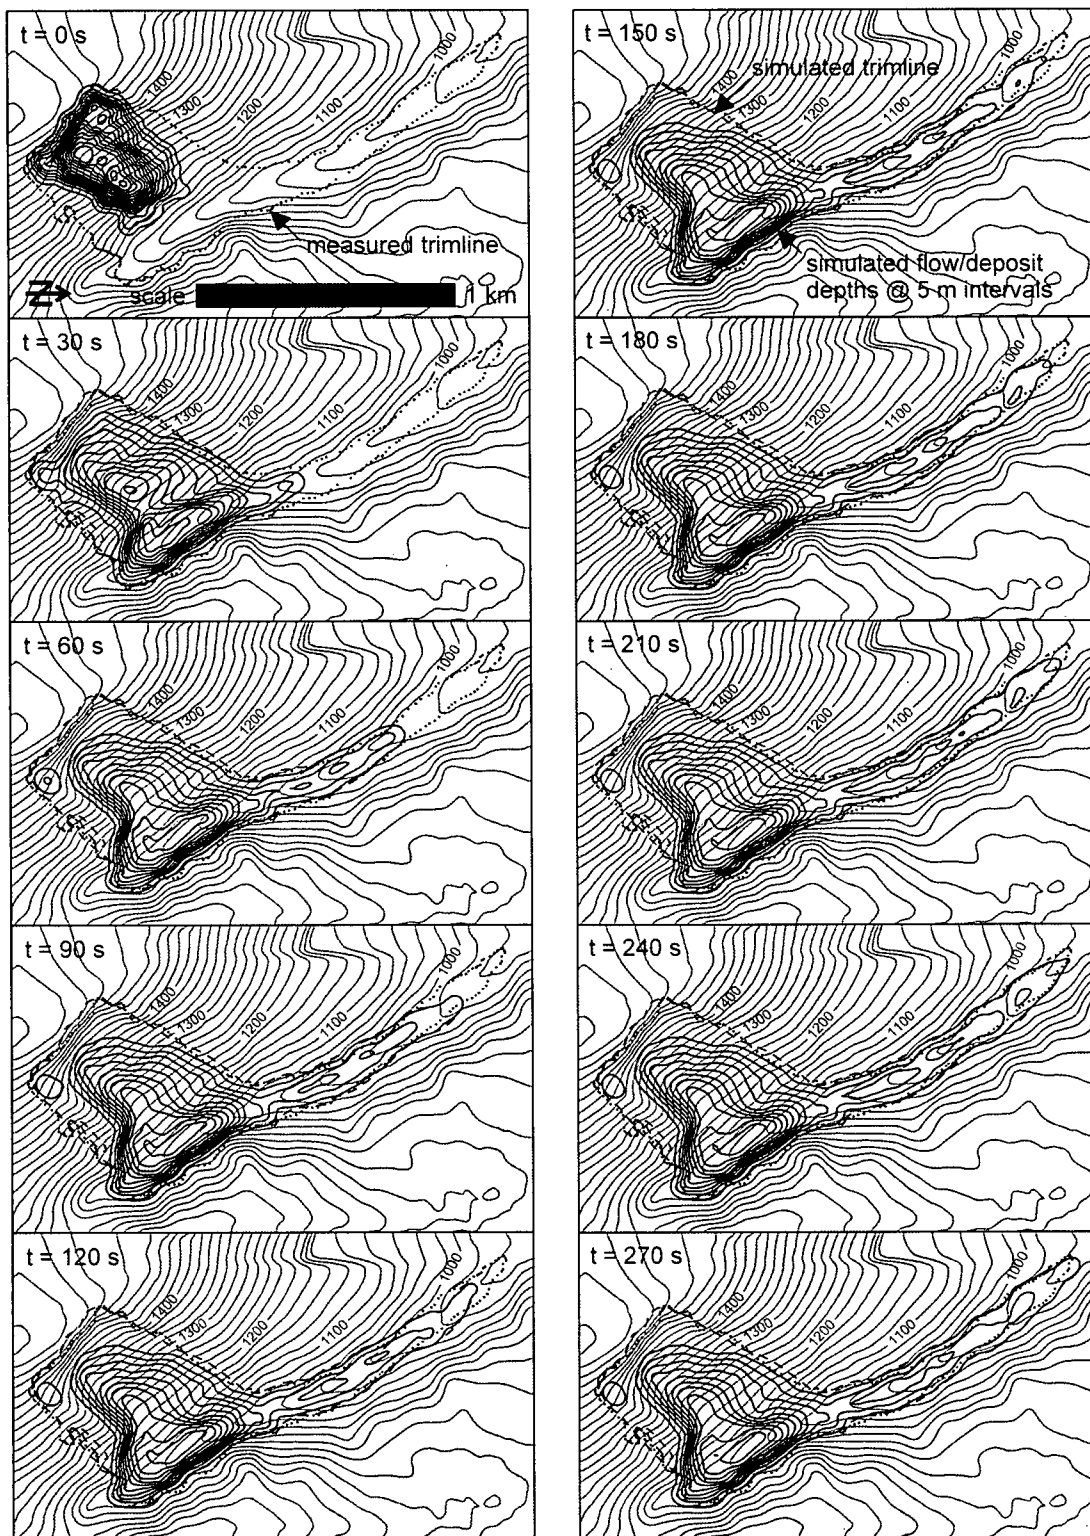 t = 0 s
1400
1300
1200
1100
1000
measured trimline
N
scale
1 km
t = 30 s
1400
1300
1200
1100
1000
t = 60 s
1400
1300
1200
1100
1000
t = 90 s
1400
1300
1200
1100
1000
t = 120 s
1400
1300
1200
1100
1000
t = 150 s
simulated trimline
1400
1300
1200
1100
1000
simulated flow/deposit
depths @ 5 m intervals
t = 180 s
1400
1300
1200
1100
1000
t = 210 s
1400
1300
1200
1100
1000
t = 240 s
1400
1300
1200
1100
1000
t = 270 s
1400
1300
1200
1100
1000